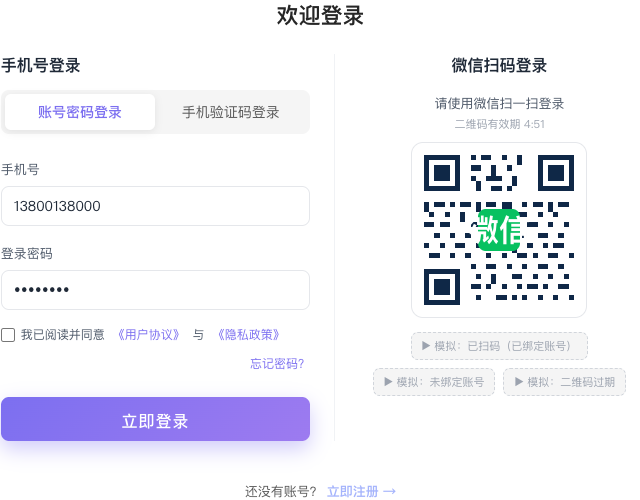 欢迎登录
手机号登录
账号密码登录 手机验证码登录
手机号
13800138000
登录密码
••••••••
我已阅读并同意 《用户协议》 与 《隐私政策》
忘记密码?
立即登录
微信扫码登录
请使用微信扫一扫登录
二维码有效期 4:51
微信
▶ 模拟：已扫码（已绑定账号）
▶ 模拟：未绑定账号 ▶ 模拟：二维码过期
还没有账号? 立即注册 →